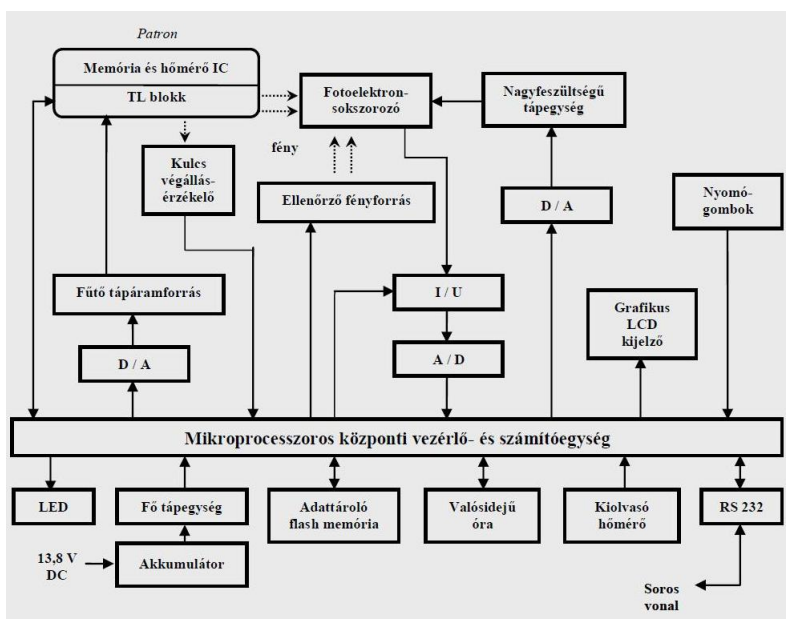 Patron
Memória és hőmérő IC
TL blokk
Fotoelektron-
sokszorozó
Nagyfeszültségű
tápegység
fény
Kulcs
végállás-
érzékelő
Ellenőrző fényforrás
D / A
Nyomó-
gombok
Fűtő tápáramforrás
I / U
Grafikus
LCD
kijelző
D / A
A / D
Mikroprocesszoros központi vezérlő- és számítóegység
LED
Fő tápegység
Adattároló
flash memória
Valósidejű
óra
Kiolvasó
hőmérő
RS 232
13,8 V
DC
Akkumulátor
Soros
vonal